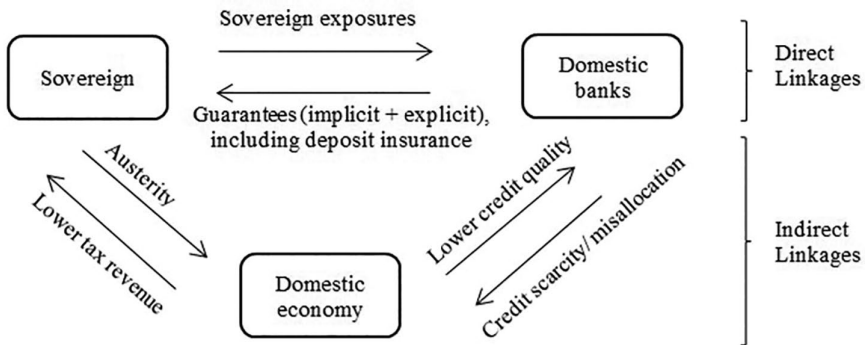 Sovereign exposures
Sovereign
Domestic
banks
Direct
Linkages
Guarantees (implicit + explicit),
including deposit insurance
Austerity
Lower tax revenue
Lower credit quality
Credit scarcity/ misallocation
Domestic
economy
Indirect
Linkages